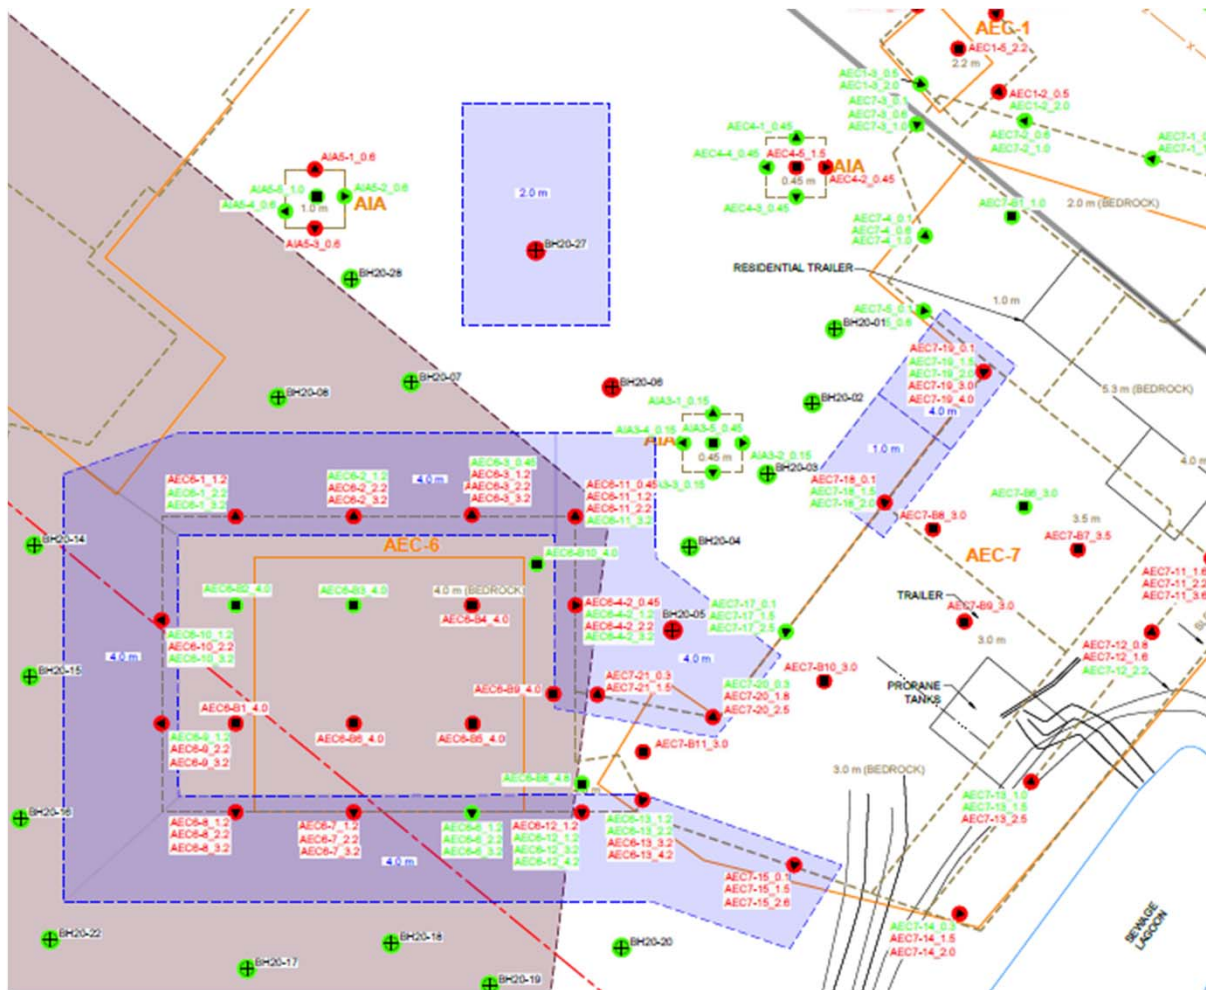 AEC-1
AEC1-5_2.2
2.2 m
AEC1-3_0.5
AEC1-3_2.0
AEC7-3_0.1
AEC7-3_0.6
AEC7-3_1.0
AEC1-2_0.5
AEC1-2_2.0
AEC7-2_0.6
AEC7-2_1.0
AEC4-1_0.45
AEC4-4_0.45
AEC4-5_1.5
AIA
0.45 m
AEC4-2_0.45
AEC4-3_0.45
AIA5-1_0.6
AIA5-5_1.0
AIA5-2_0.6
AIA5-4_0.6
1.0 m
AIA
AIA5-3_0.6
2.0 m
BH20-27
BH20-28
AEC7-B1_1.0
2.0 m (BEDROCK)
AEC7-4_0.1
AEC7-4_0.6
AEC7-4_1.0
RESIDENTIAL TRAILER
1.0 m
AEC7-5_0.1
BH20-01
AEC7-19_0.1
AEC7-19_1.5
AEC7-19_2.0
AEC7-19_3.0
AEC7-19_4.0
4.0 m
5.3 m (BEDROCK)
BH20-07
BH20-08
BH20-06
BH20-02
AIA3-1_0.15
AIA3-4_0.15
AIA3-5_0.45
0.45 m
AIA3-2_0.15
BH20-03
1.0 m
4.0 m
AEC7-18_0.1
AEC7-18_1.5
AEC7-18_2.0
AEC6-1_1.2
AEC6-1_2.2
AEC6-1_3.2
AEC6-2_1.2
AEC6-2_2.2
AEC6-2_3.2
4.0 m
AEC6-3_0.45
AEC6-3_1.2
AEC6-3_2.2
AEC6-3_3.2
AEC6-11_0.45
AEC6-11_1.2
AEC6-11_2.2
AEC6-11_3.2
AEC7-B6_3.0
3.5 m
AEC7-B8_3.0
AEC7-B7_3.5
BH20-14
AEC-6
BH20-04
AEC-7
AEC6-B10_4.0
AEC6-B2_4.0
AEC6-B3_4.0
4.0 m (BEDROCK)
AEC6-B4_4.0
AEC6-4-2_0.45
AEC6-4-2_1.2
AEC6-4-2_2.2
AEC6-4-2_3.2
BH20-05
AEC7-17_0.1
AEC7-17_1.5
AEC7-17_2.5
TRAILER
AEC7-B9_3.0
3.0 m
AEC7-11_1.6
AEC7-11_2.2
AEC7-11_3.6
AEC7-12_0.8
AEC7-12_1.6
AEC7-12_2.2
AEC6-10_1.2
AEC6-10_2.2
AEC6-10_3.2
4.0 m
BH20-15
4.0 m
AEC7-21_0.3
AEC7-21_1.5
AEC7-20_0.3
AEC7-20_1.8
AEC7-20_2.5
AEC7-B10_3.0
PROPANE
TANKS
AEC6-B9_4.0
AEC6-B1_4.0
AEC6-B6_4.0
AEC6-B5_4.0
AEC6-9_1.2
AEC6-9_2.2
AEC6-9_3.2
AEC7-B11_3.0
3.0 m (BEDROCK)
AEC6-B8_4.6
AEC7-13_1.0
AEC7-13_1.5
AEC7-13_2.5
BH20-16
AEC6-8_1.2
AEC6-8_2.2
AEC6-8_3.2
AEC6-7_1.2
AEC6-7_2.2
AEC6-7_3.2
4.0 m
AEC6-6_1.2
AEC6-6_2.2
AEC6-6_3.2
AEC6-12_1.2
AEC6-12_1.2
AEC6-12_3.2
AEC6-12_4.2
AEC6-13_1.2
AEC6-13_2.2
AEC6-13_3.2
AEC6-13_4.2
AEC7-15_0.1
AEC7-15_1.5
AEC7-15_2.6
AEC7-14_0.3
AEC7-14_1.5
AEC7-14_2.0
SEWAGE
LAGOON
BH20-22
BH20-18
BH20-20
BH20-17
BH20-19